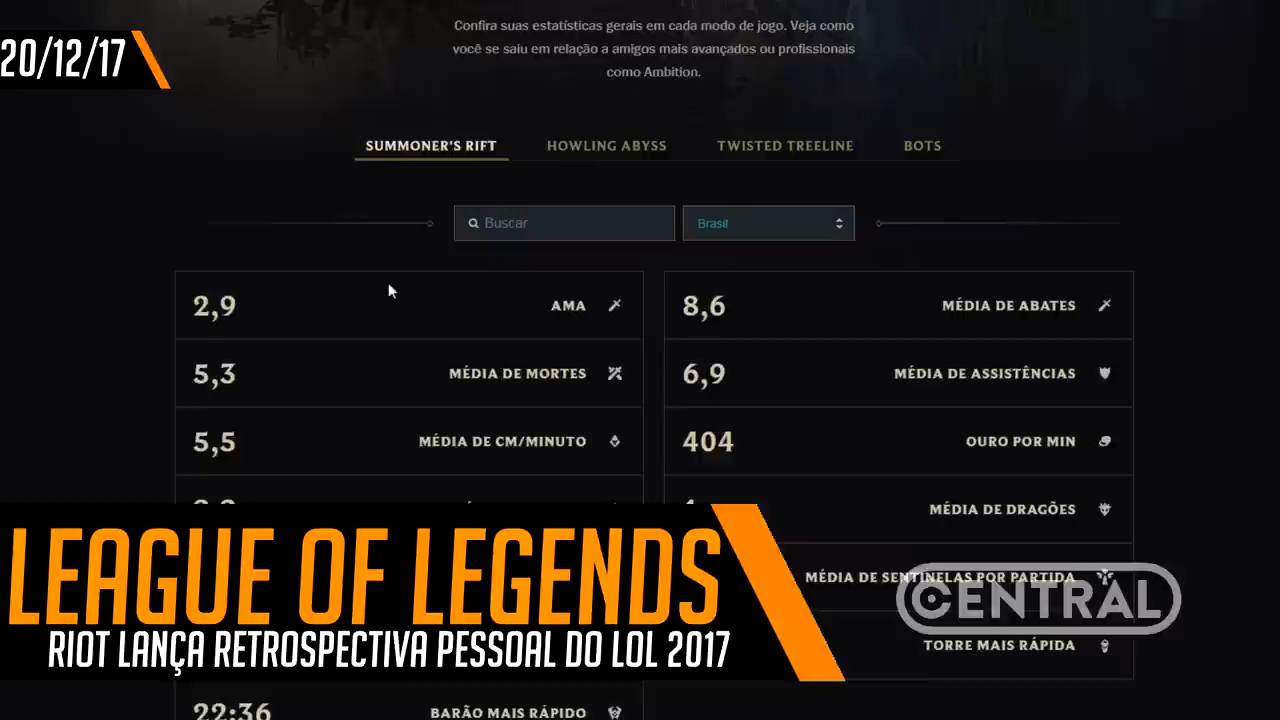 Confira suas estatísticas gerais em cada modo de jogo. Veja como
você se saiu em relação a amigos mais avançados ou profissionais
como Ambition.
20/12/17
SUMMONER'S RIFT HOWLING ABYSS TWISTED TREELINE BOTS
Buscar Brasil
2,9 AMA 8,6 MÉDIA DE ABATES
5,3 MÉDIA DE MORTES 6,9 MÉDIA DE ASSISTÊNCIAS
5,5 MÉDIA DE CM/MINUTO 404 OURO POR MIN
MÉDIA DE DRAGÕES
LEAGUE OF LEGENDS
MÉDIA DE SENTINELAS POR PARTIDA
CENTRAL
RIOT LANÇA RETROSPECTIVA PESSOAL DO LOL 2017
TORRE MAIS RÁPIDA
22:36 BARÃO MAIS RÁPIDO